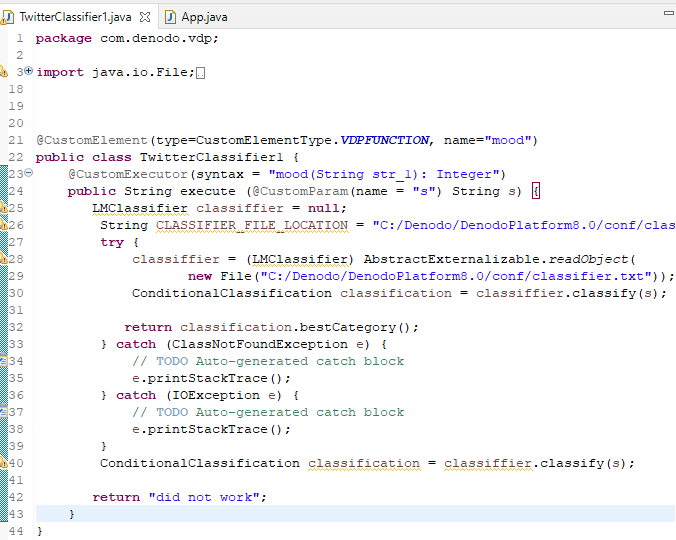 TwitterClassifier1.java App.java
1 package com.denodo.vdp;
2
3 import java.io.File;
18
19
20
21 @CustomElement(type=CustomElementType.VDPFUNCTION, name="mood")
22 public class TwitterClassifier1 {
23 @CustomExecutor(syntax = "mood(String str_1): Integer")
24 public String execute (@CustomParam(name = "s") String s) {
25 LMClassifier classiffier = null;
26 String CLASSIFIER_FILE_LOCATION = "C:/Denodo/DenodoPlatform8.0/conf/clas
27 try {
28 classiffier = (LMClassifier) AbstractExternalizable.readObject(
29 new File("C:/Denodo/DenodoPlatform8.0/conf/classifier.txt"));
30 ConditionalClassification classification = classiffier.classify(s);
31
32 return classification.bestCategory();
33 } catch (ClassNotFoundException e) {
34 // TODO Auto-generated catch block
35 e.printStackTrace();
36 } catch (IOException e) {
37 // TODO Auto-generated catch block
38 e.printStackTrace();
39 }
40 ConditionalClassification classification = classiffier.classify(s);
41
42 return "did not work";
43 }
44 }